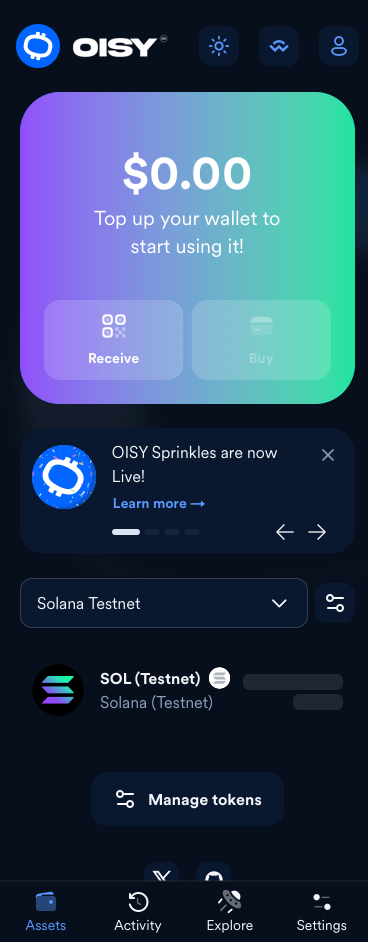 OISY
$0.00
Top up your wallet to
start using it!
Receive
Buy
OISY Sprinkles are now
Live!
Learn more →
Solana Testnet
SOL (Testnet)
Solana (Testnet)
Manage tokens
Assets
Activity
Explore
Settings